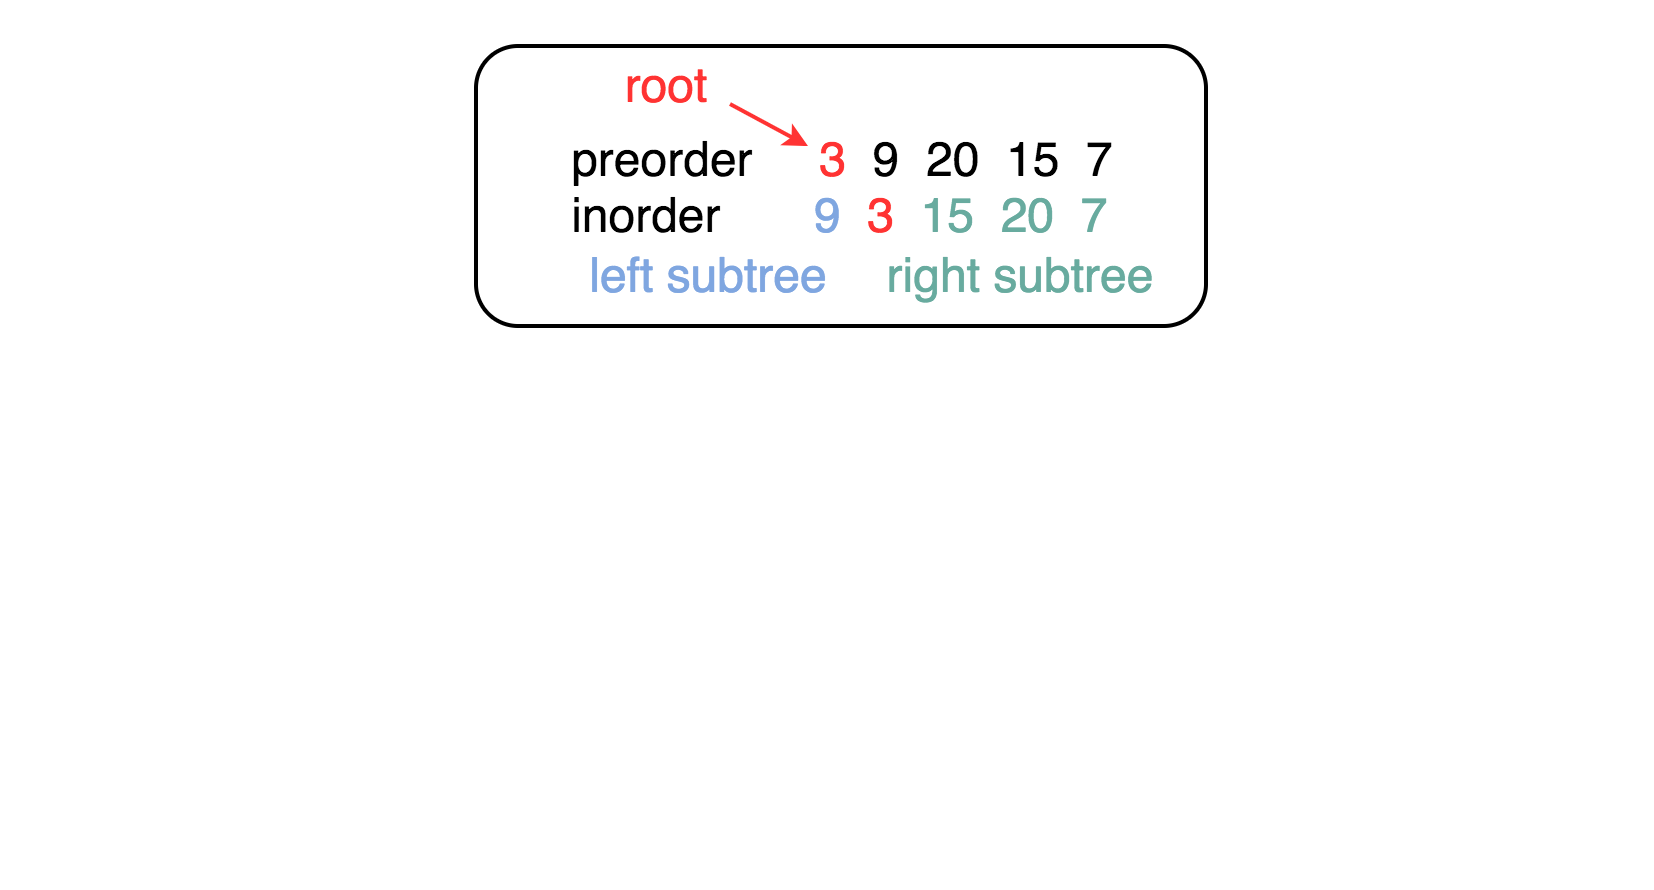 root
preorder 3 9 20 15 7
inorder 9 3 15 20 7
left subtree right subtree